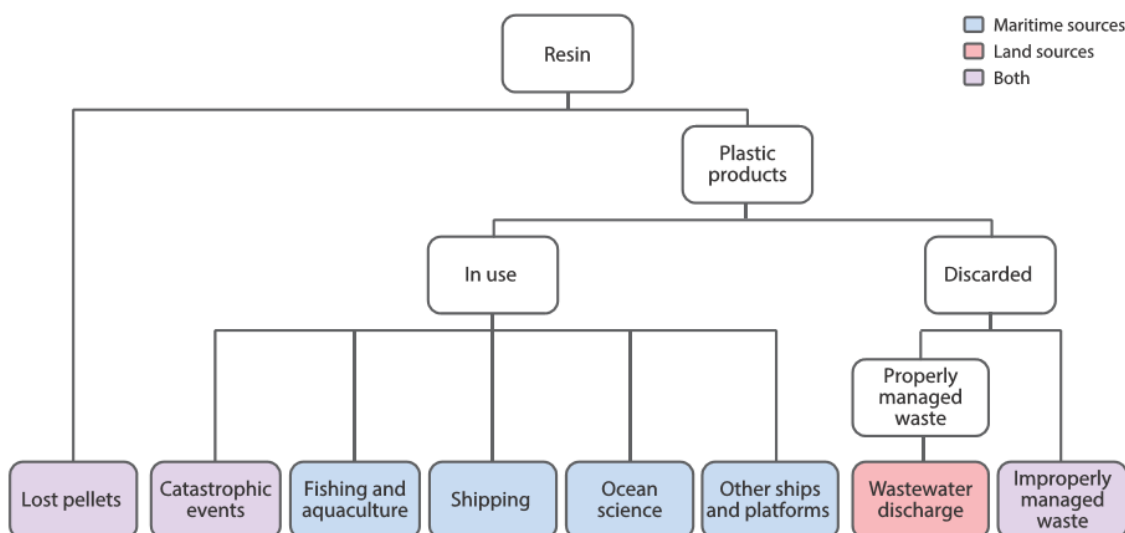 Resin
Maritime sources
Land sources
Both
Plastic
products
In use
Discarded
Properly
managed
waste
Lost pellets
Catastrophic
events
Fishing and
aquaculture
Shipping
Ocean
science
Other ships
and platforms
Wastewater
discharge
Improperly
managed
waste